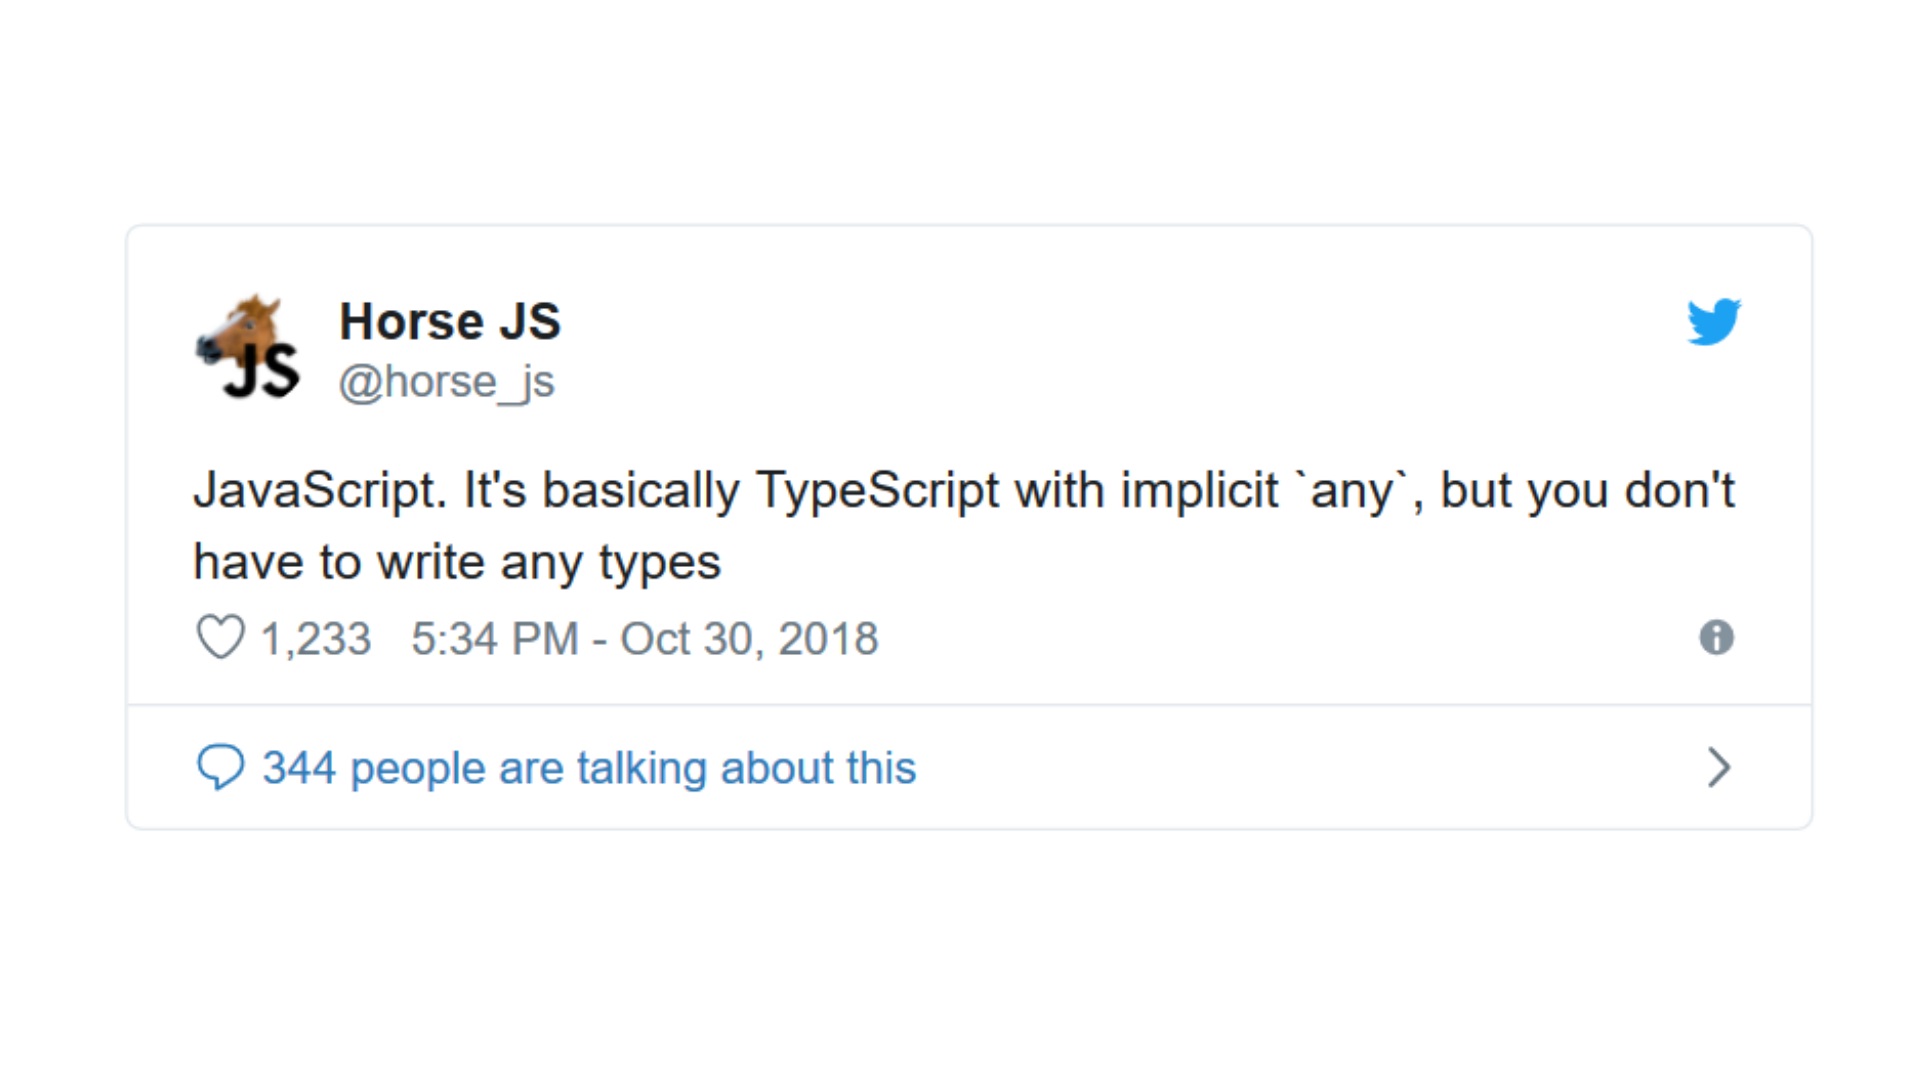 JS
Horse JS
@horse_js
JavaScript. It's basically TypeScript with implicit `any`, but you don't
have to write any types
1,233 5:34 PM - Oct 30, 2018
344 people are talking about this